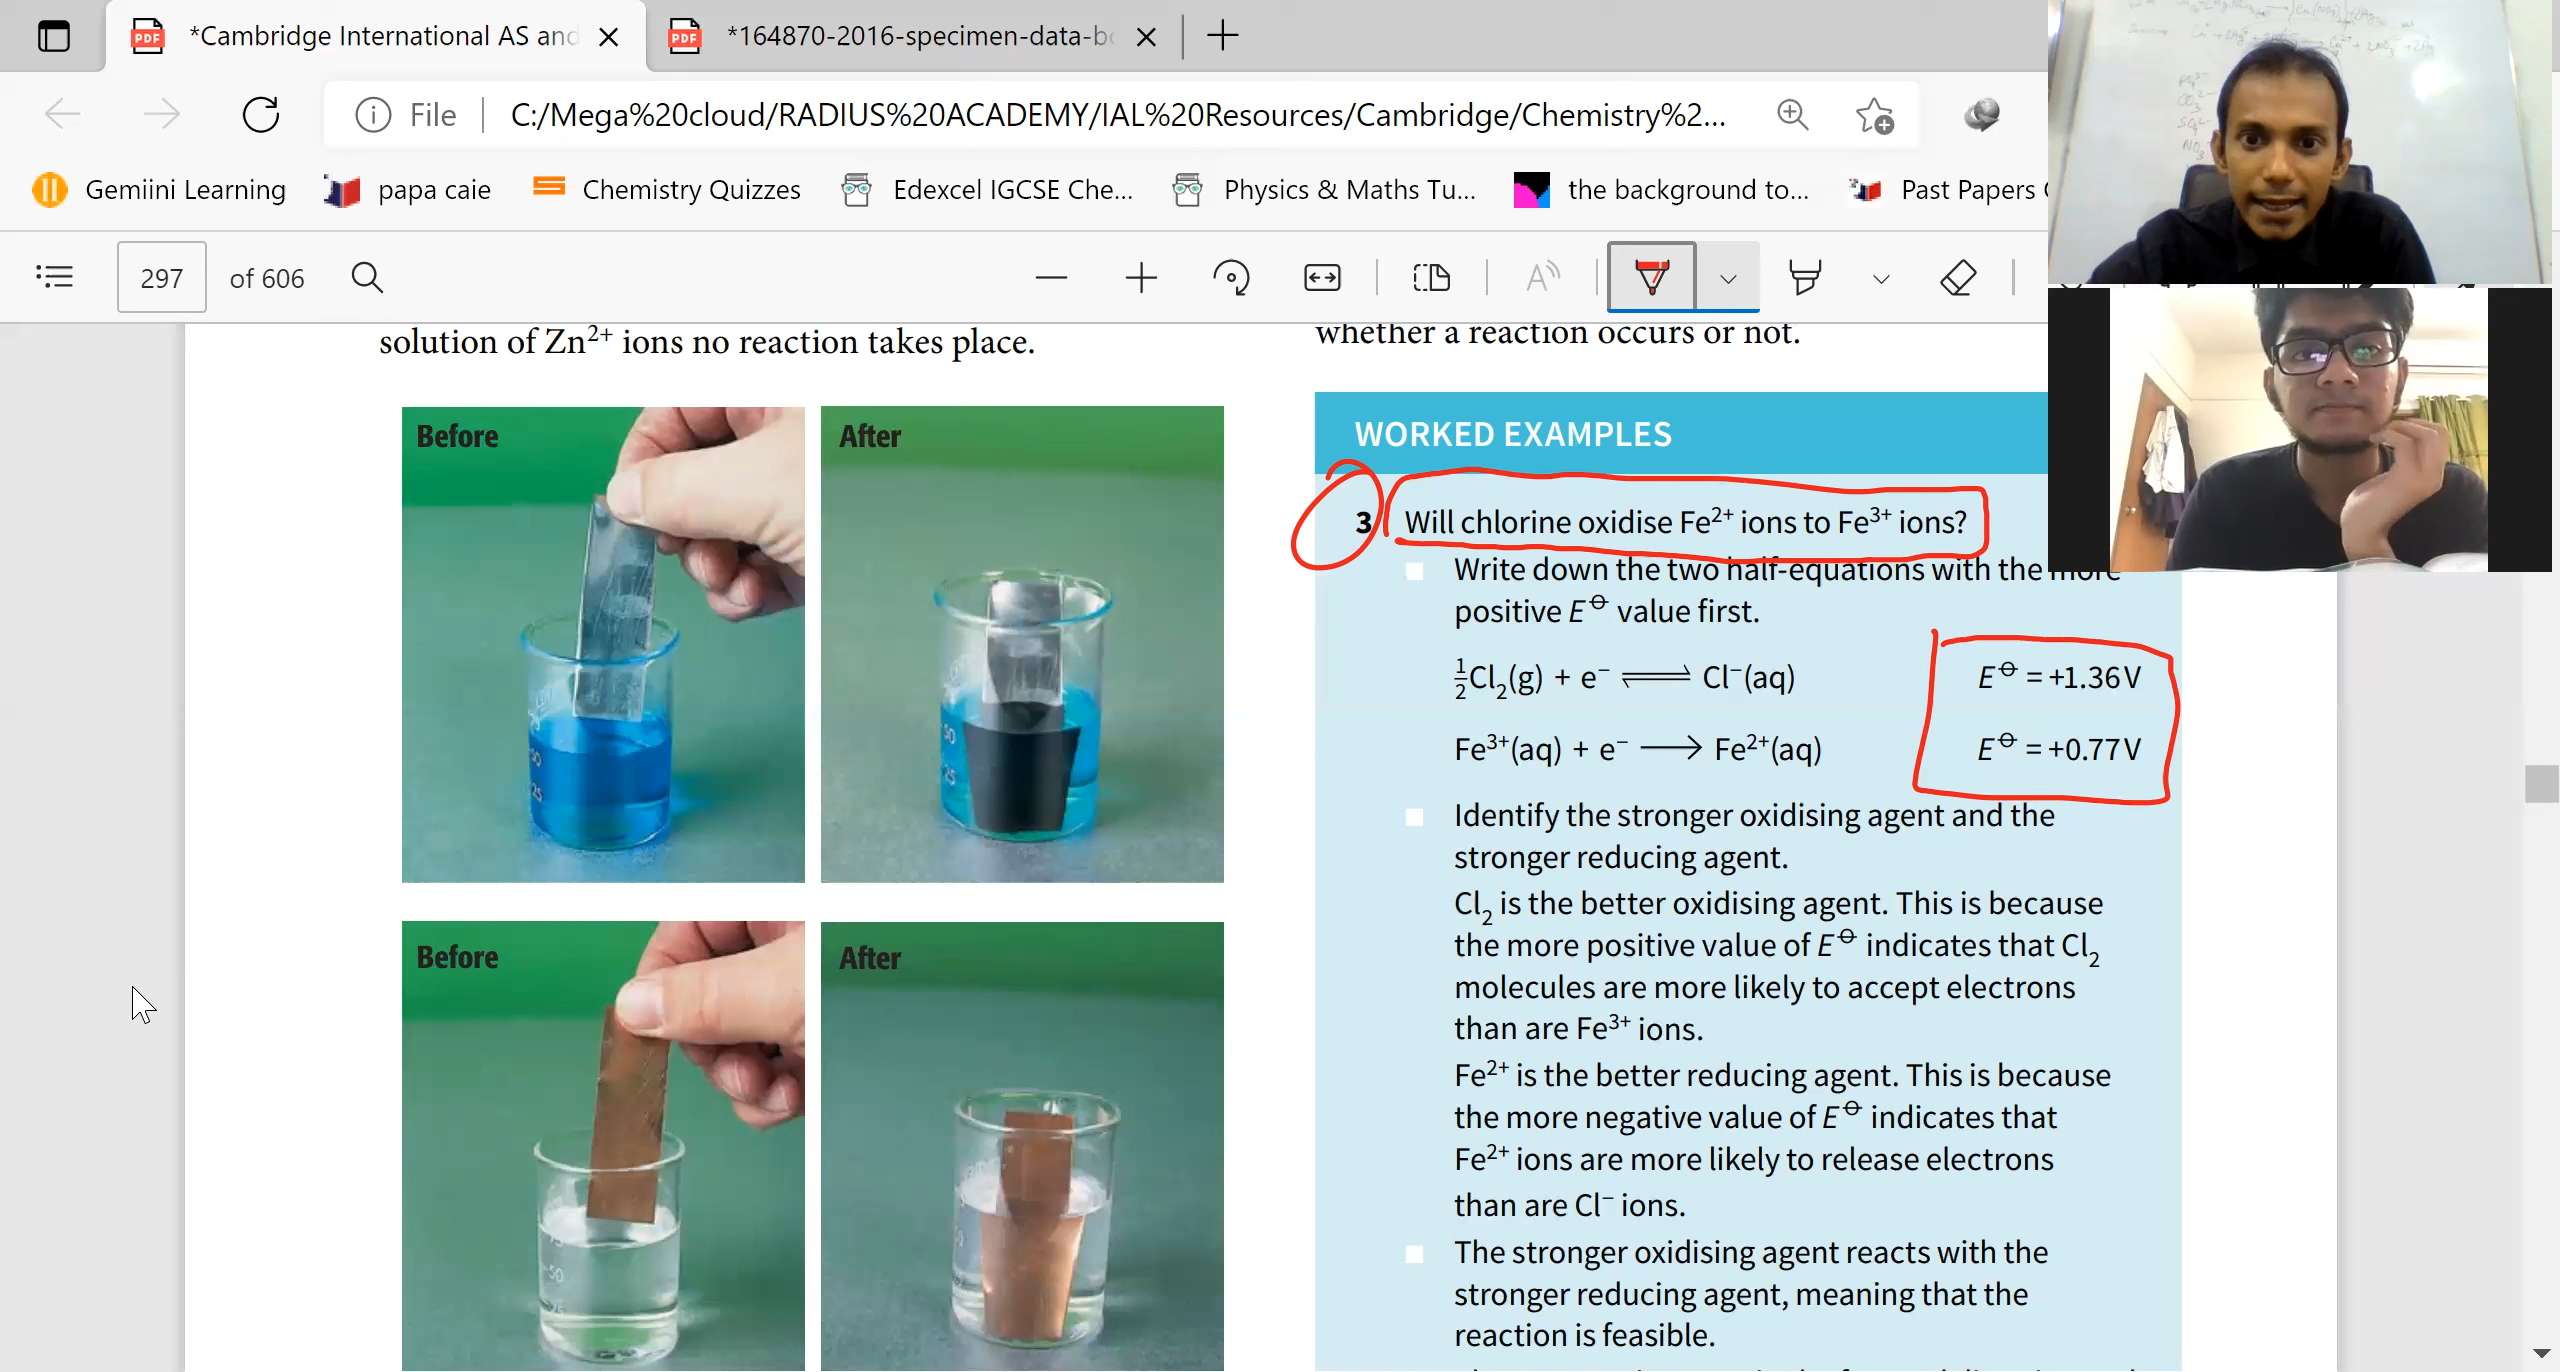 *Cambridge International AS and
*164870-2016-specimen-data-b
File
C:/Mega%20cloud/RADIUS%20ACADEMY/IAL%20Resources/Cambridge/Chemistry%2...
Gemiini Learning
papa caie
Chemistry Quizzes
Edexcel IGCSE Che...
Physics & Maths Tu...
the background to...
Past Papers
297 of 606
solution of Zn²⁺ ions no reaction takes place.
Before
After
Before
After
whether a reaction occurs or not.
WORKED EXAMPLES
3 Will chlorine oxidise Fe²⁺ ions to Fe³⁺ ions?
Write down the two half-equations with the more
positive E⦵ value first.
½Cl₂(g) + e⁻ ⇌ Cl⁻(aq) E⦵ = +1.36 V
Fe³⁺(aq) + e⁻ ⟶ Fe²⁺(aq) E⦵ = +0.77 V
Identify the stronger oxidising agent and the
stronger reducing agent.
Cl₂ is the better oxidising agent. This is because
the more positive value of E⦵ indicates that Cl₂
molecules are more likely to accept electrons
than are Fe³⁺ ions.
Fe²⁺ is the better reducing agent. This is because
the more negative value of E⦵ indicates that
Fe²⁺ ions are more likely to release electrons
than are Cl⁻ ions.
The stronger oxidising agent reacts with the
stronger reducing agent, meaning that the
reaction is feasible.